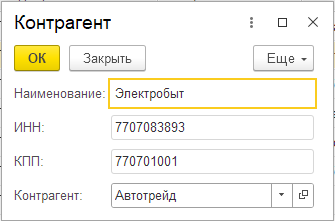 Контрагент
ОК Закрыть Еще
Наименование: Электробыт
ИНН: 7707083893
КПП: 770701001
Контрагент: Автотрейд